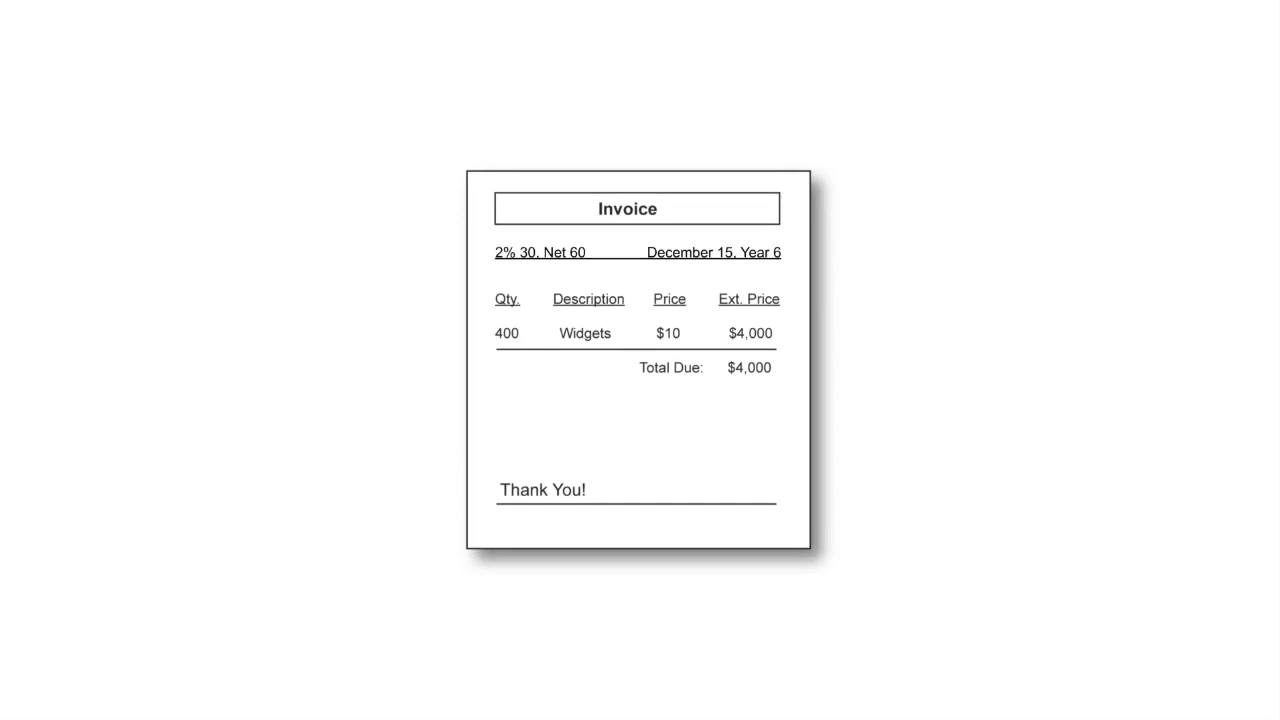 Invoice
2% 30, Net 60 December 15, Year 6
Qty. Description Price Ext. Price
400 Widgets $10 $4,000
Total Due: $4,000
Thank You!